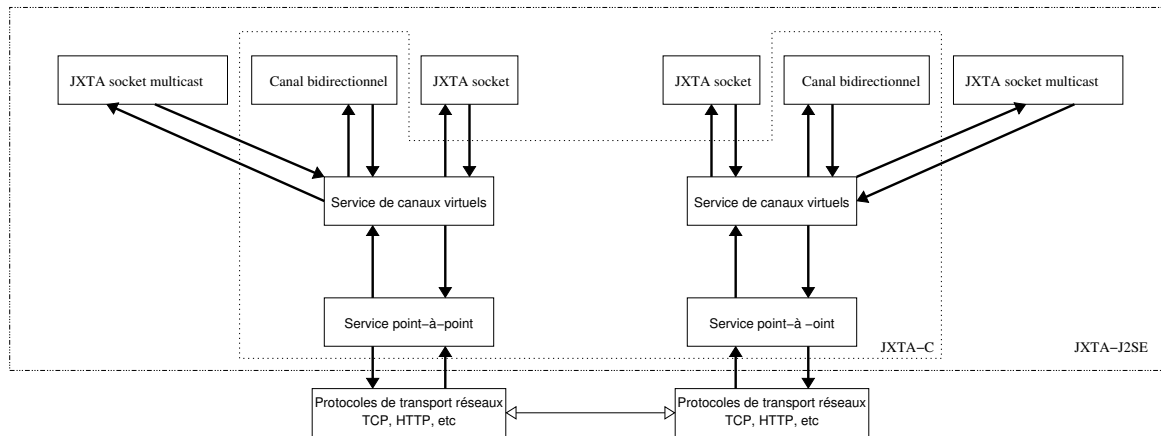 JXTA socket multicast
Canal bidirectionnel
JXTA socket
JXTA socket
Canal bidirectionnel
JXTA socket multicast
Service de canaux virtuels
Service de canaux virtuels
Service point−à−point
Service point−à −oint
JXTA−C
JXTA−J2SE
Protocoles de transport réseaux
TCP, HTTP, etc
Protocoles de transport réseaux
TCP, HTTP, etc